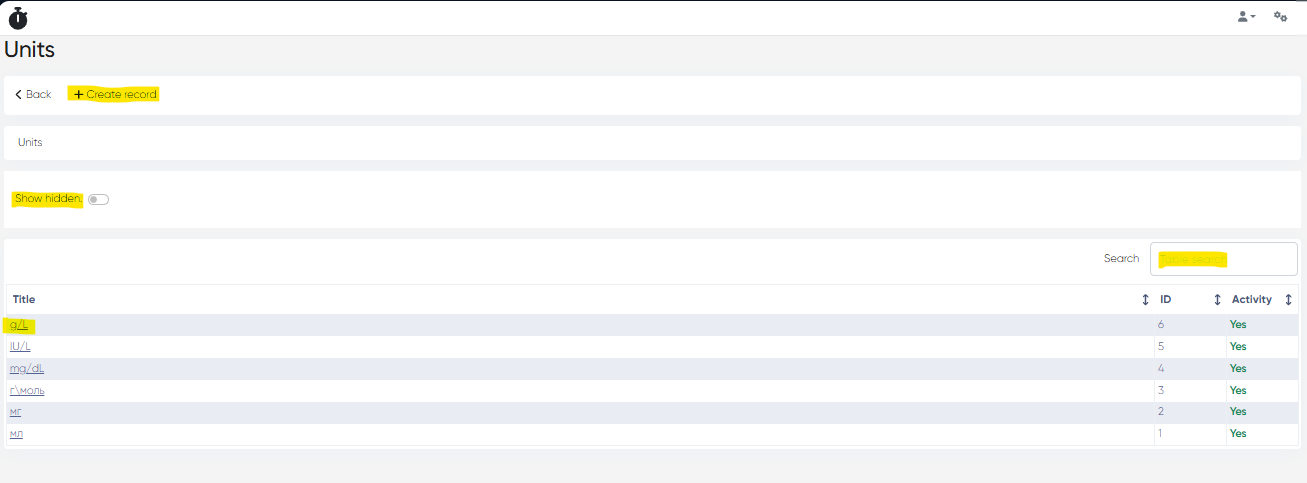 Units
Back Create record
Units
Show hidden:
Search Table search
Title ID Activity
g/L 6 Yes
IU/L 5 Yes
mg/dL 4 Yes
г\моль 3 Yes
мг 2 Yes
мл 1 Yes